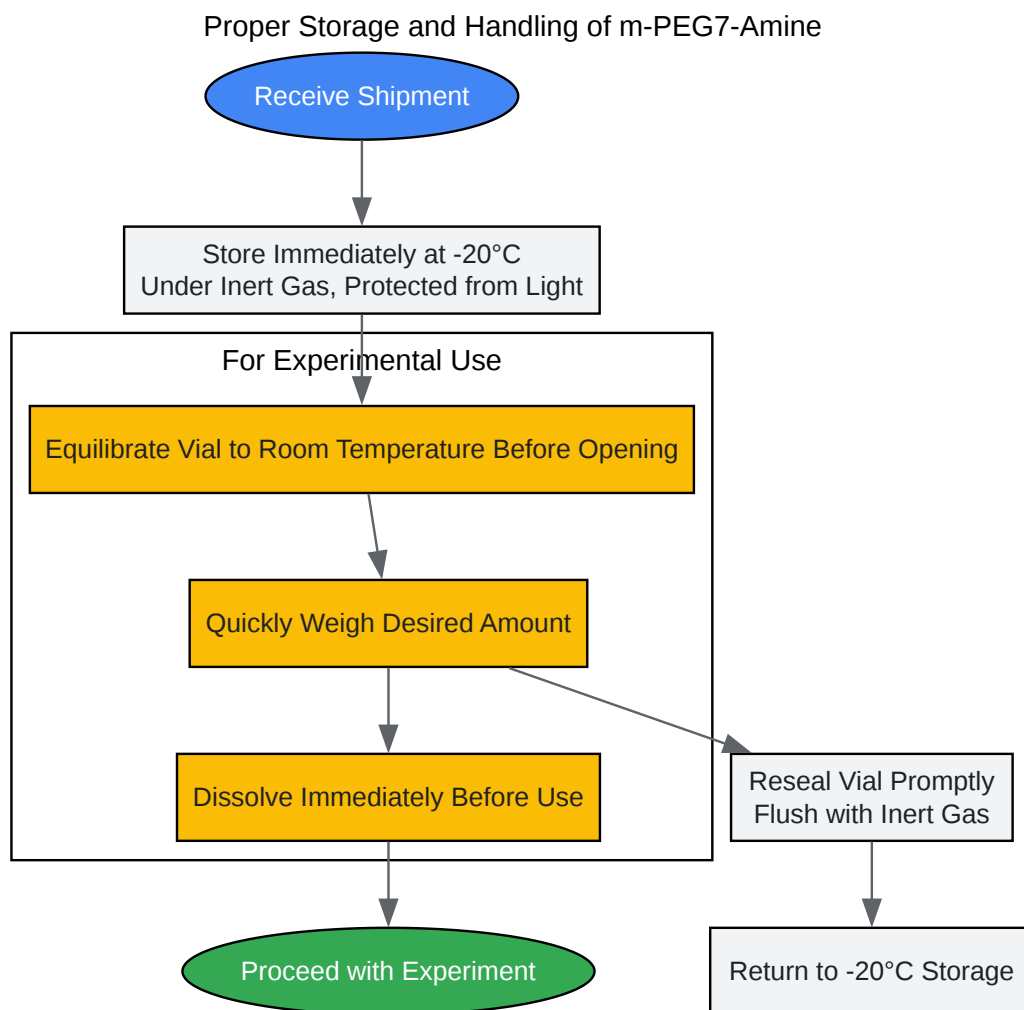 Proper Storage and Handling of m-PEG7-Amine
Receive Shipment
Store Immediately at -20°C
Under Inert Gas, Protected from Light
For Experimental Use
Equilibrate Vial to Room Temperature Before Opening
Quickly Weigh Desired Amount
Dissolve Immediately Before Use
Reseal Vial Promptly
Flush with Inert Gas
Proceed with Experiment
Return to -20°C Storage